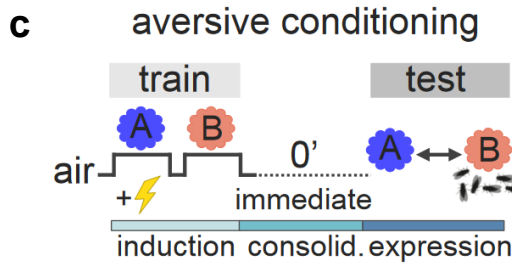 c aversive conditioning
train test
A B 0' A B
air
+ immediate
induction consolid. expression